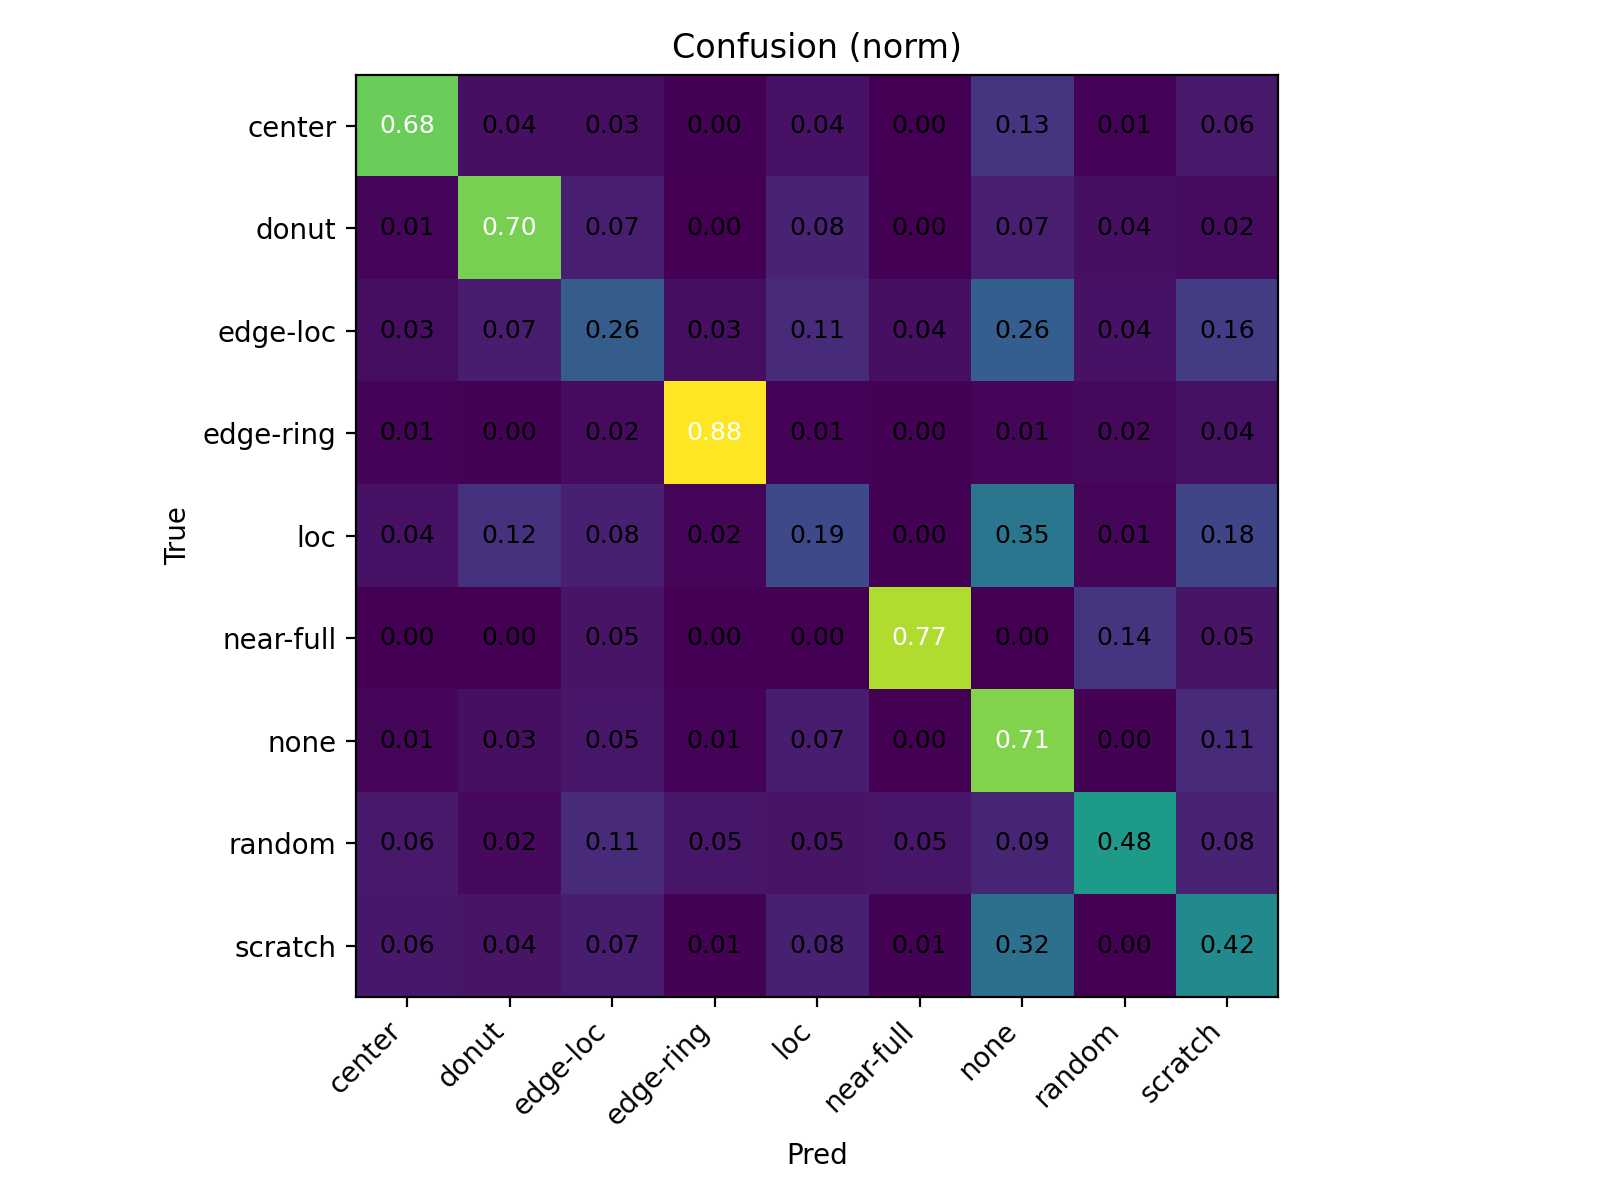 Confusion (norm)
center 0.68 0.04 0.03 0.00 0.04 0.00 0.13 0.01 0.06
donut 0.01 0.70 0.07 0.00 0.08 0.00 0.07 0.04 0.02
edge-loc 0.03 0.07 0.26 0.03 0.11 0.04 0.26 0.04 0.16
edge-ring 0.01 0.00 0.02 0.88 0.01 0.00 0.01 0.02 0.04
True
loc 0.04 0.12 0.08 0.02 0.19 0.00 0.35 0.01 0.18
near-full 0.00 0.00 0.05 0.00 0.00 0.77 0.00 0.14 0.05
none 0.01 0.03 0.05 0.01 0.07 0.00 0.71 0.00 0.11
random 0.06 0.02 0.11 0.05 0.05 0.05 0.09 0.48 0.08
scratch 0.06 0.04 0.07 0.01 0.08 0.01 0.32 0.00 0.42
center donut edge-loc edge-ring loc near-full none random scratch
Pred